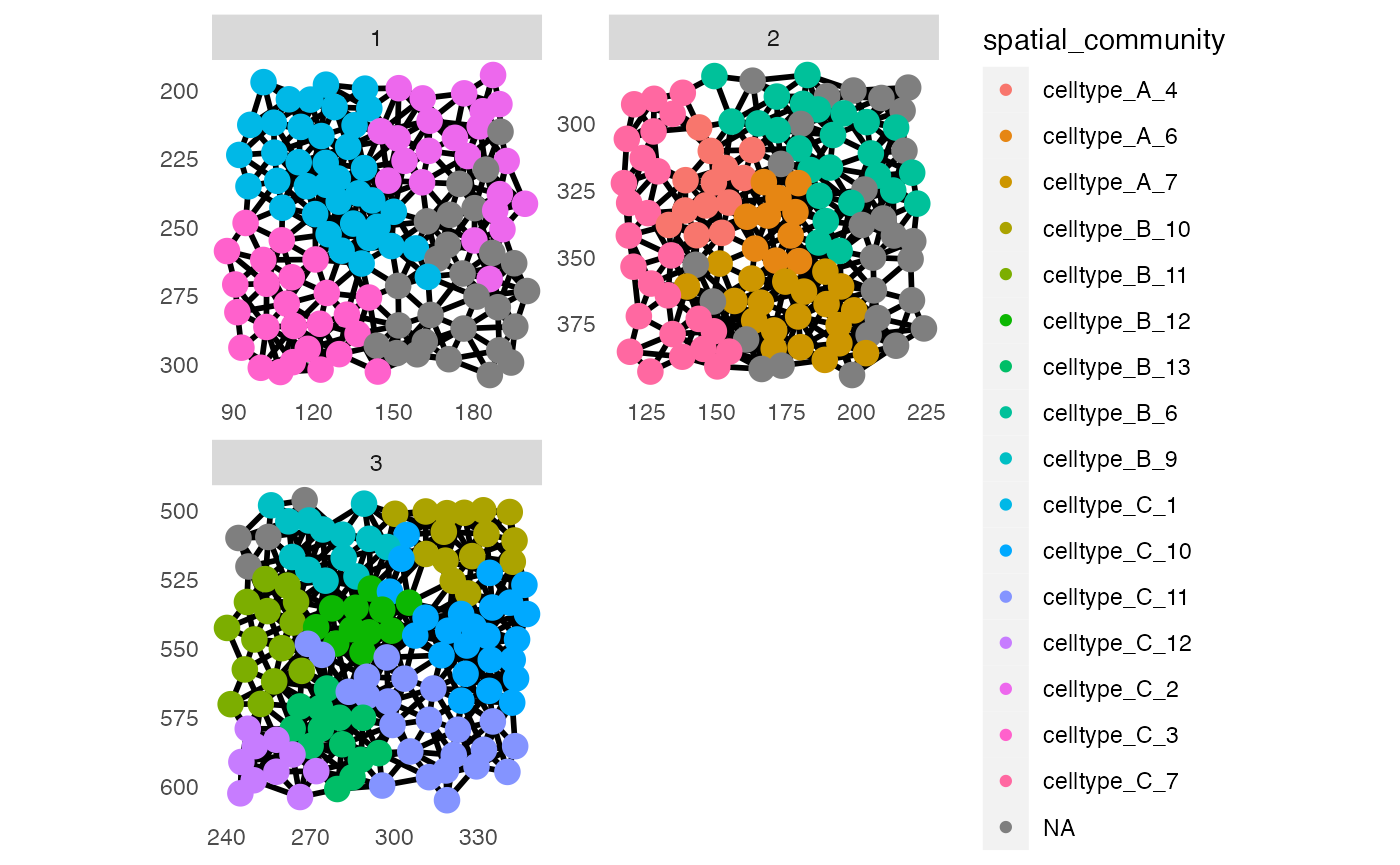 1
2
200
225
250
275
300
90 120 150 180
300
325
350
375
125 150 175 200 225
3
500
525
550
575
600
240 270 300 330
spatial_community
celltype_A_4
celltype_A_6
celltype_A_7
celltype_B_10
celltype_B_11
celltype_B_12
celltype_B_13
celltype_B_6
celltype_B_9
celltype_C_1
celltype_C_10
celltype_C_11
celltype_C_12
celltype_C_2
celltype_C_3
celltype_C_7
NA